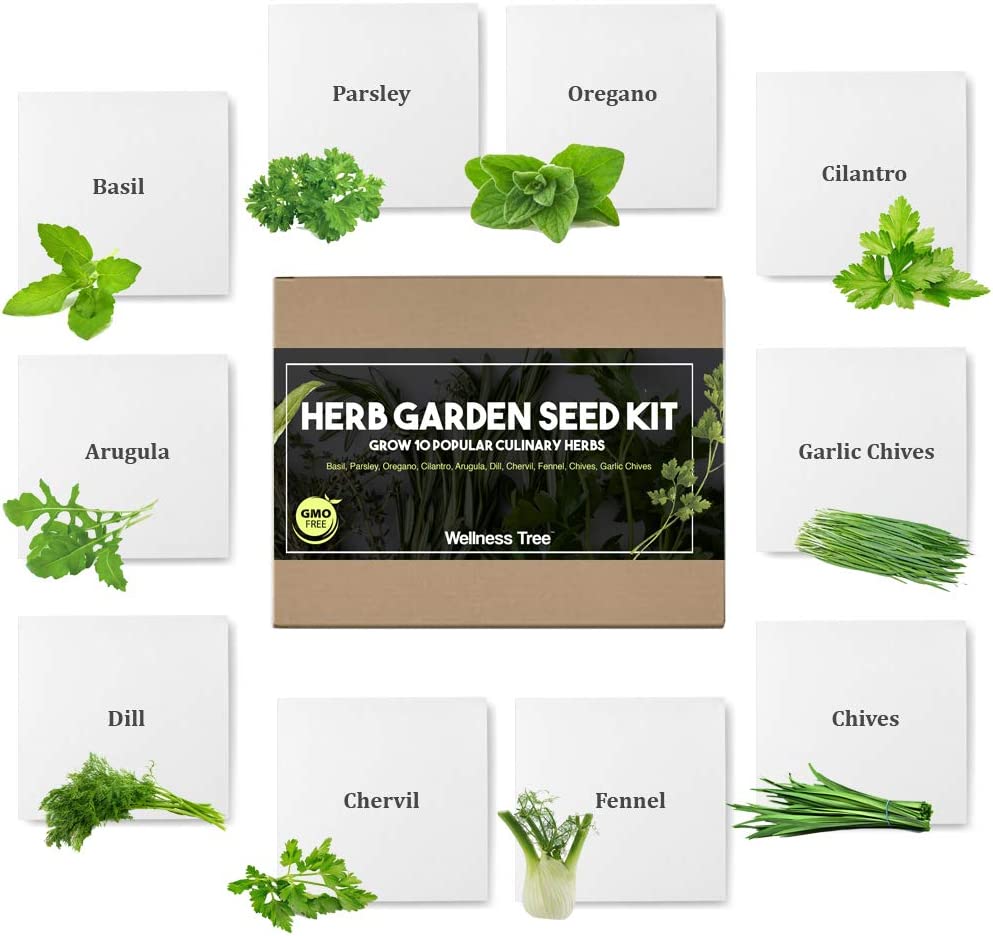 Parsley
Oregano
Basil
Cilantro
HERB GARDEN SEED KIT
GROW 10 POPULAR CULINARY HERBS
Basil, Parsley, Oregano, Cilantro, Arugula, Dill, Chervil, Fennel, Chives, Garlic Chives
GMO
FREE
Wellness Tree™
Arugula
Garlic Chives
Dill
Chives
Chervil
Fennel